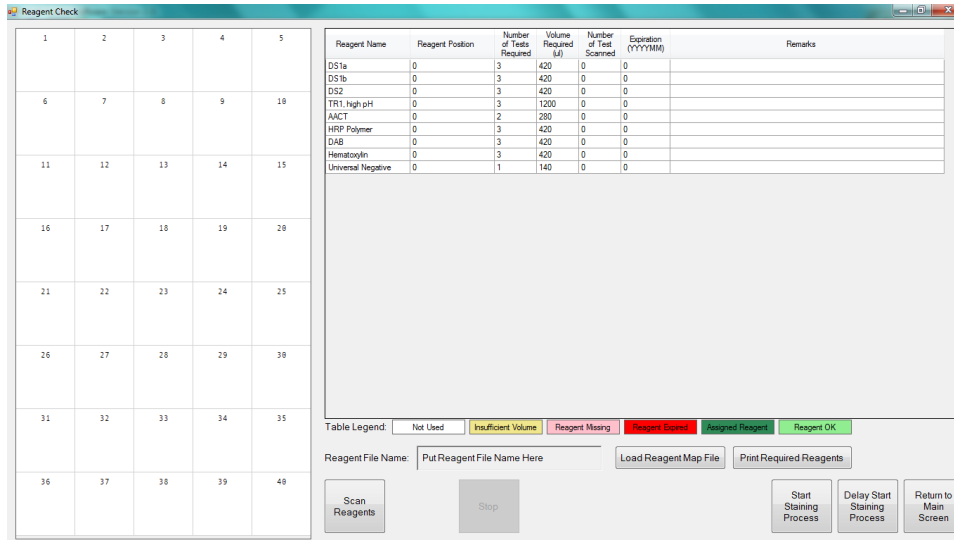 Reagent Check
1 2 3 4 5
6 7 8 9 10
11 12 13 14 15
16 17 18 19 20
21 22 23 24 25
26 27 28 29 30
31 32 33 34 35
36 37 38 39 40
Reagent Name Reagent Position Number of Tests Required Volume Required (ul) Number of Test Scanned Expiration (YYYYMM) Remarks
DS1a 0 3 420 0 0
DS1b 0 3 420 0 0
DS2 0 3 420 0 0
TR1, high pH 0 3 1200 0 0
AACT 0 2 280 0 0
HRP Polymer 0 3 420 0 0
DAB 0 3 420 0 0
Hematoxylin 0 3 420 0 0
Universal Negative 0 1 140 0 0
Table Legend: Not Used Insufficient Volume Reagent Missing Reagent Expired Assigned Reagent Reagent OK
Reagent File Name: Put Reagent File Name Here Load Reagent Map File Print Required Reagents
Scan
Reagents
Stop
Start
Staining
Process
Delay Start
Staining
Process
Return to
Main
Screen